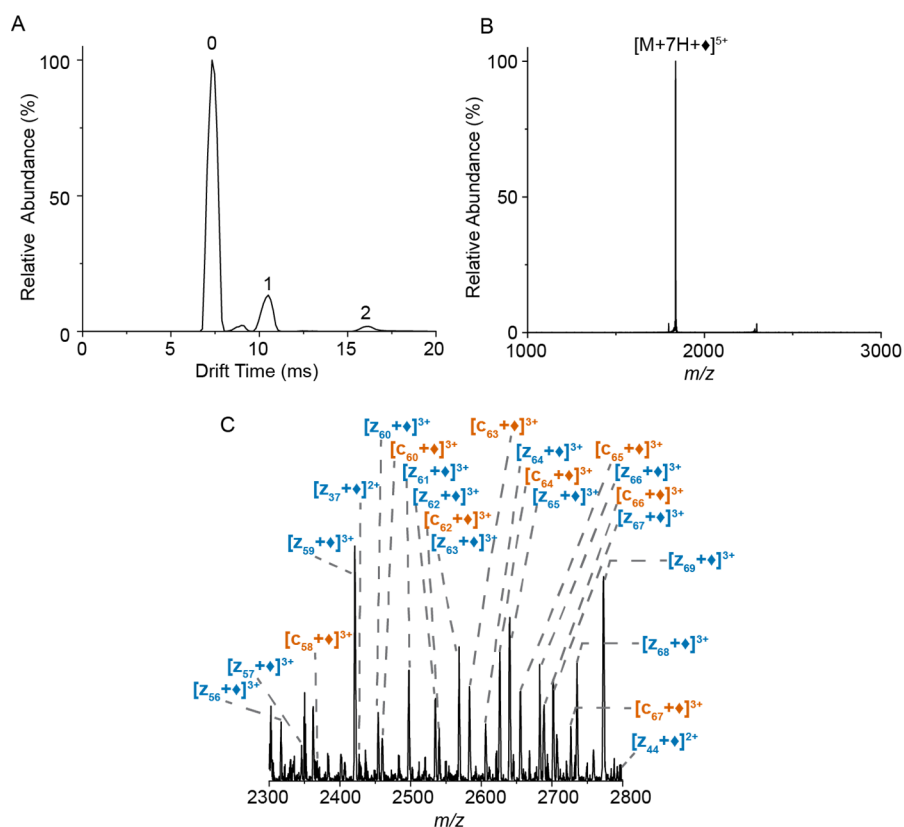 A
0
100
1
50
2
0
0 5 10 15 20
Relative Abundance (%)
Drift Time (ms)
B
[M+7H+♦]⁵⁺
100
50
0
1000 2000 3000
Relative Abundance (%)
m/z
C
[z₆₀+♦]³⁺
[c₆₃+♦]³⁺
[c₆₀+♦]³⁺
[z₆₄+♦]³⁺
[c₆₅+♦]³⁺
[z₆₁+♦]³⁺
[c₆₄+♦]³⁺
[z₆₆+♦]³⁺
[z₃₇+♦]²⁺
[z₆₂+♦]³⁺
[z₆₅+♦]³⁺
[c₆₆+♦]³⁺
[c₆₂+♦]³⁺
[z₆₇+♦]³⁺
[z₅₉+♦]³⁺
[z₆₃+♦]³⁺
[z₆₉+♦]³⁺
[c₅₈+♦]³⁺
[z₆₈+♦]³⁺
[z₅₇+♦]³⁺
[z₅₆+♦]³⁺
[c₆₇+♦]³⁺
[z₄₄+♦]²⁺
2300 2400 2500 2600 2700 2800
m/z